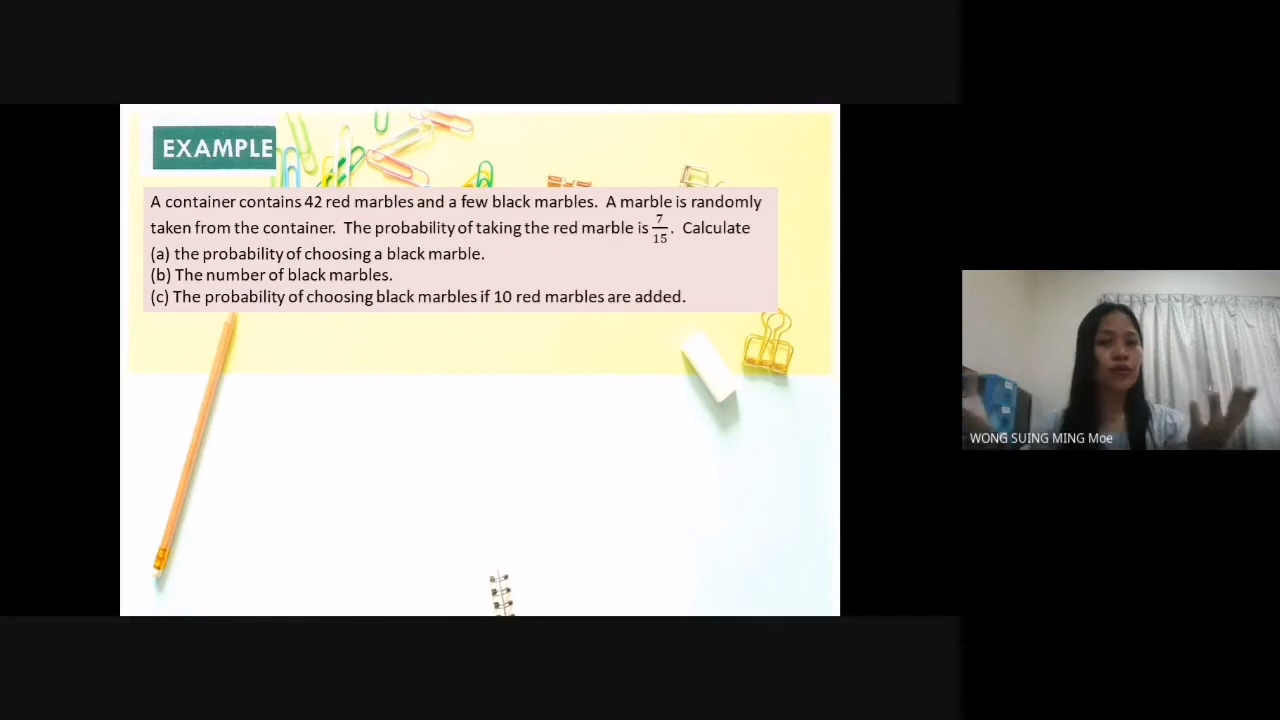 EXAMPLE
A container contains 42 red marbles and a few black marbles. A marble is randomly
taken from the container. The probability of taking the red marble is 7/15. Calculate
(a) the probability of choosing a black marble.
(b) The number of black marbles.
(c) The probability of choosing black marbles if 10 red marbles are added.
WONG SUING MING Moe